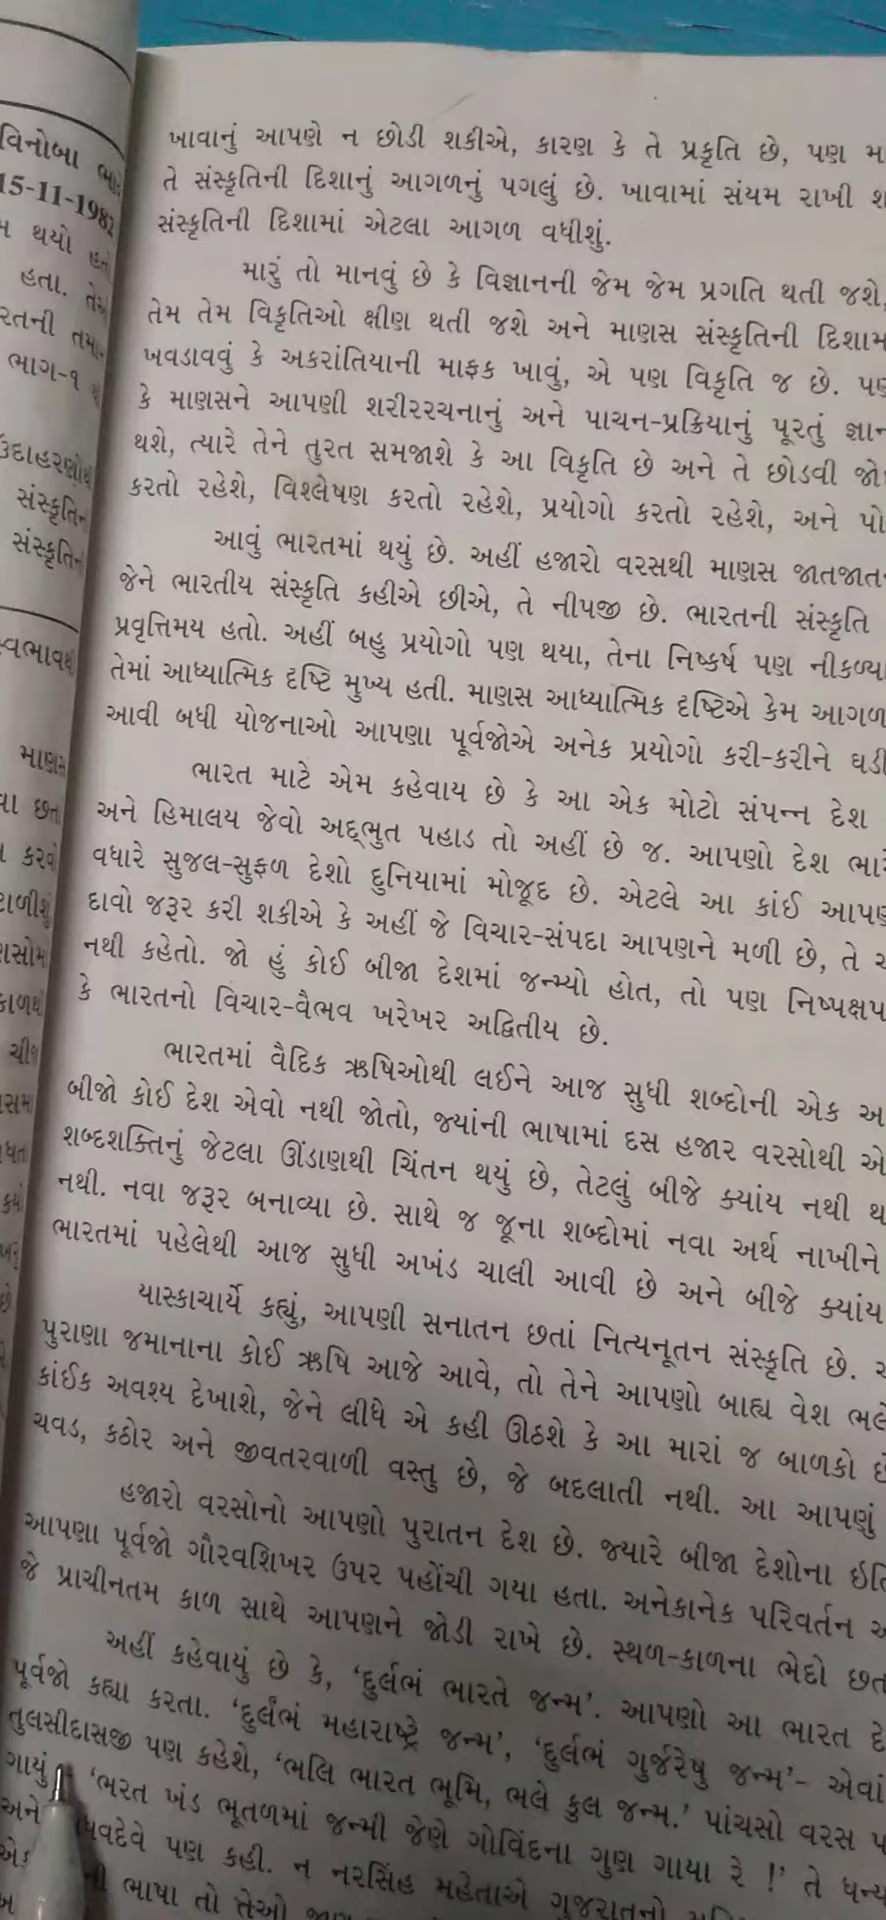 વિનોબા
15-11-1982
થયો
હતા.
ભાગ-૧
સંસ્કૃતિ
માણસ
ખાવાનું આપણે ન છોડી શકીએ, કારણ કે તે પ્રકૃતિ છે, પણ
તે સંસ્કૃતિની દિશાનું આગળનું પગલું છે. ખાવામાં સંયમ રાખી
સંસ્કૃતિની દિશામાં એટલા આગળ વધીશું.
મારું તો માનવું છે કે વિજ્ઞાનની જેમ જેમ પ્રગતિ થતી જશે,
તેમ તેમ વિકૃતિઓ ક્ષીણ થતી જશે અને માણસ સંસ્કૃતિની
ખવડાવવું કે અકરાંતિયાની માફક ખાવું, એ પણ વિકૃતિ જ છે.
કે માણસને આપણી શરીરરચનાનું અને પાચન-પ્રક્રિયાનું પૂરતું
થશે, ત્યારે તેને તુરત સમજાશે કે આ વિકૃતિ છે અને તે છોડવી
કરતો રહેશે, વિશ્લેષણ કરતો રહેશે, પ્રયોગો કરતો રહેશે, અને
આવું ભારતમાં થયું છે. અહીં હજારો વરસથી માણસ
જેને ભારતીય સંસ્કૃતિ કહીએ છીએ, તે નીપજી છે. ભારતની સંસ્કૃતિ
પ્રવૃત્તિમય હતો. અહીં બહુ પ્રયોગો પણ થયા, તેના નિષ્કર્ષ પણ નીકળ્યા
તેમાં આધ્યાત્મિક દૃષ્ટિ મુખ્ય હતી. માણસ આધ્યાત્મિક દૃષ્ટિએ કેમ આગળ
આવી બધી યોજનાઓ આપણા પૂર્વજોએ અનેક પ્રયોગો કરી-કરીને ઘડી
ભારત માટે એમ કહેવાય છે કે આ એક મોટો સંપન્ન દેશ
અને હિમાલય જેવો અદ્ભુત પહાડ તો અહીં છે જ. આપણો દેશ
વધારે સુજલ-સુફળ દેશો દુનિયામાં મોજૂદ છે. એટલે આ કાંઈ
દાવો જરૂર કરી શકીએ કે અહીં જે વિચાર-સંપદા આપણને મળી છે, તે
નથી કહેતો. જો હું કોઈ બીજા દેશમાં જન્મ્યો હોત, તો પણ
કે ભારતનો વિચાર-વૈભવ ખરેખર અદ્વિતીય છે.
ભારતમાં વૈદિક ઋષિઓથી લઈને આજ સુધી શબ્દોની એક
બીજો કોઈ દેશ એવો નથી જોતો, જ્યાંની ભાષામાં દસ હજાર વરસોથી
શબ્દશક્તિનું જેટલા ઊંડાણથી ચિંતન થયું છે, તેટલું બીજે ક્યાંય નથી
નથી. નવા જરૂર બનાવ્યા છે. સાથે જ જૂના શબ્દોમાં નવા અર્થ નાખીને
ભારતમાં પહેલેથી આજ સુધી અખંડ ચાલી આવી છે અને બીજે ક્યાંય
યાસ્કાચાર્યે કહ્યું, આપણી સનાતન છતાં નિત્યનૂતન સંસ્કૃતિ છે.
પુરાણા જમાનાના કોઈ ઋષિ આજે આવે, તો તેને આપણો બાહ્ય વેશ ભલે
કાંઈક અવશ્ય દેખાશે, જેને લીધે એ કહી ઊઠશે કે આ મારાં જ બાળકો
ચવડ, કઠોર અને જીવતરવાળી વસ્તુ છે, જે બદલાતી નથી. આ આપણું
હજારો વરસોનો આપણો પુરાતન દેશ છે. જ્યારે બીજા દેશોના
આપણા પૂર્વજો ગૌરવશિખર ઉપર પહોંચી ગયા હતા. અનેકાનેક પરિવર્તન
જે પ્રાચીનતમ કાળ સાથે આપણને જોડી રાખે છે. સ્થળ-કાળના ભેદો
અહીં કહેવાયું છે કે, ‘દુર્લભં ભારતે જન્મ’. આપણો આ ભારત
પૂર્વજો કહ્યા કરતા. ‘દુર્લભં મહારાષ્ટ્રે જન્મ’, ‘દુર્લભં ગુર્જરેષુ જન્મ’- એવાં
તુલસીદાસજી પણ કહેશે, ‘ભલિ ભારત ભૂમિ, ભલે કુલ જન્મ.’ પાંચસો વરસ
ગાયું ‘ભરત ખંડ ભૂતળમાં જન્મી જેણે ગોવિંદના ગુણ ગાયા રે !’ તે ધન્ય
અને પણ કહી. ન નરસિંહ મહેતાએ ગુજરાતનો
ભાષા તો તેઓ